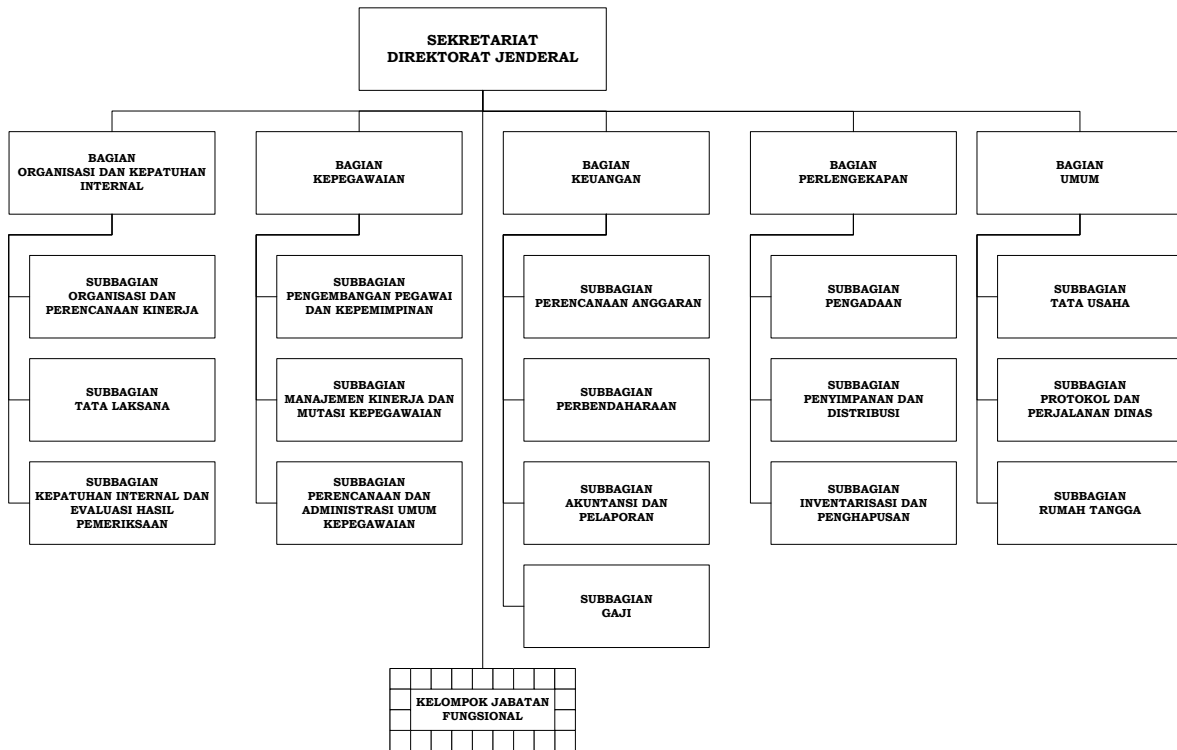 SEKRETARIAT
DIREKTORAT JENDERAL
BAGIAN
ORGANISASI DAN KEPATUHAN
INTERNAL
BAGIAN
KEPEGAWAIAN
BAGIAN
KEUANGAN
BAGIAN
PERLENGEKAPAN
BAGIAN
UMUM
SUBBAGIAN
ORGANISASI DAN
PERENCANAAN KINERJA
SUBBAGIAN
PENGEMBANGAN PEGAWAI
DAN KEPEMIMPINAN
SUBBAGIAN
PERENCANAAN ANGGARAN
SUBBAGIAN
PENGADAAN
SUBBAGIAN
TATA USAHA
SUBBAGIAN
TATA LAKSANA
SUBBAGIAN
MANAJEMEN KINERJA DAN
MUTASI KEPEGAWAIAN
SUBBAGIAN
PERBENDAHARAAN
SUBBAGIAN
PENYIMPANAN DAN
DISTRIBUSI
SUBBAGIAN
PROTOKOL DAN
PERJALANAN DINAS
SUBBAGIAN
KEPATUHAN INTERNAL DAN
EVALUASI HASIL
PEMERIKSAAN
SUBBAGIAN
PERENCANAAN DAN
ADMINISTRASI UMUM
KEPEGAWAIAN
SUBBAGIAN
AKUNTANSI DAN
PELAPORAN
SUBBAGIAN
INVENTARISASI DAN
PENGHAPUSAN
SUBBAGIAN
RUMAH TANGGA
SUBBAGIAN
GAJI
KELOMPOK JABATAN
FUNGSIONAL